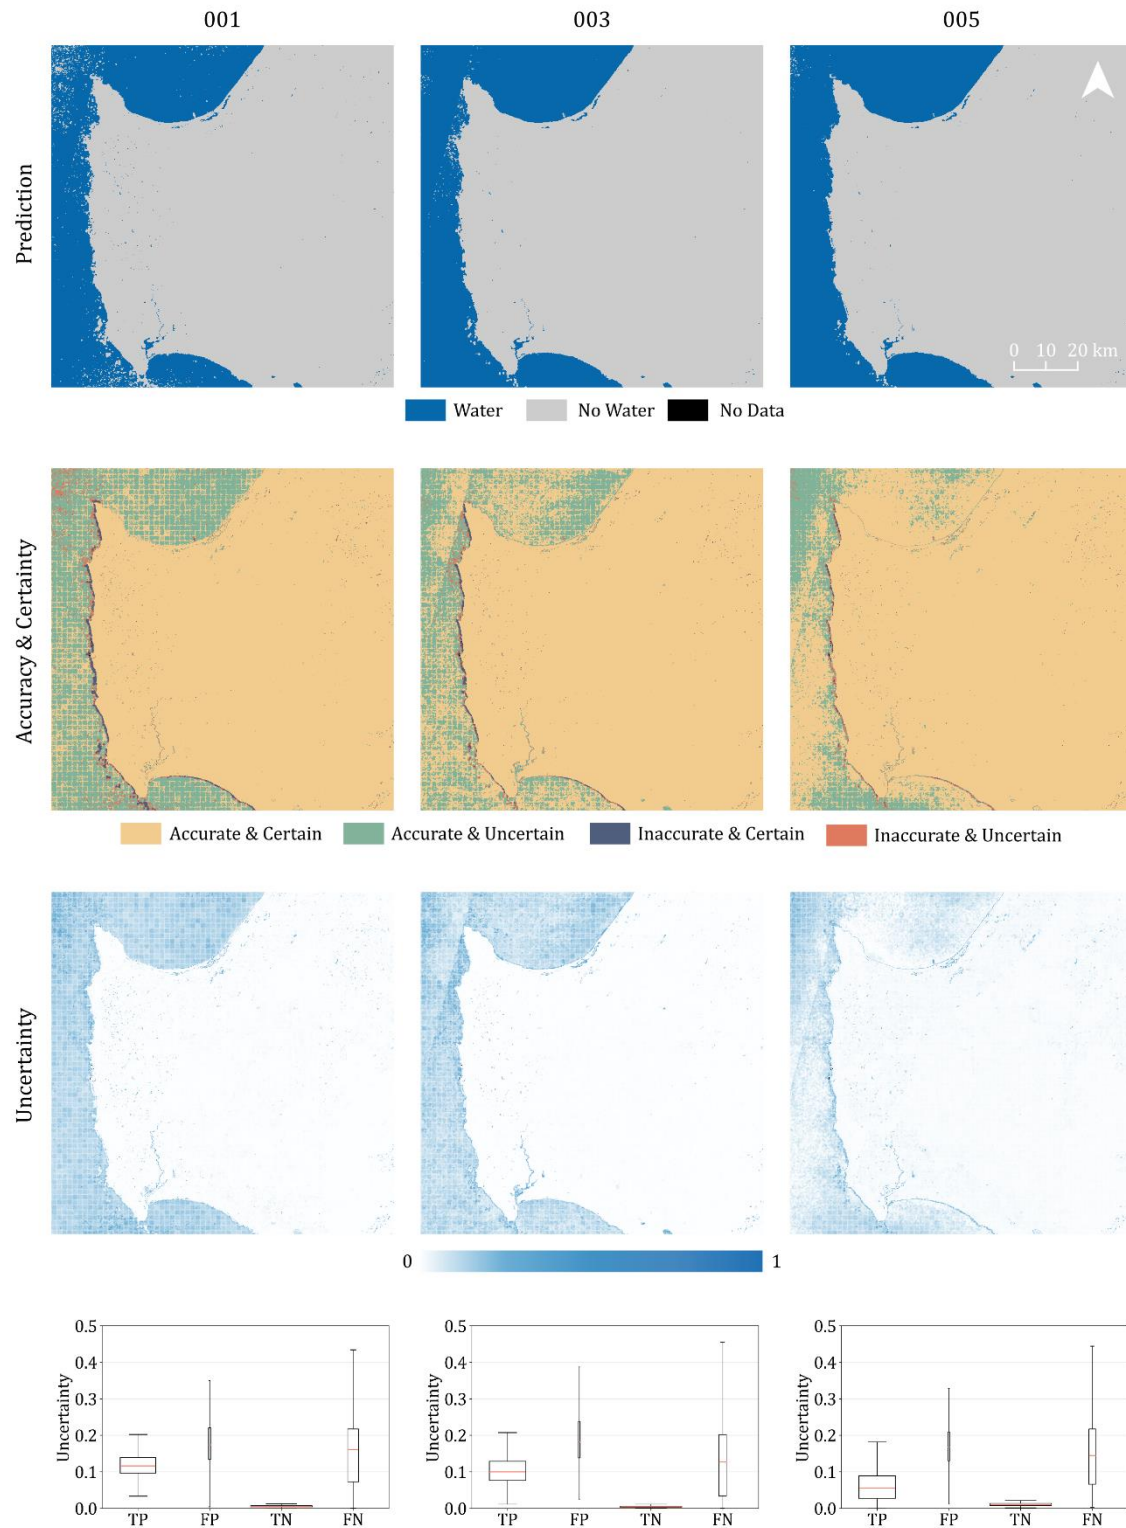 001 003 005
Prediction
0 10 20 km
Water No Water No Data
Accuracy & Certainty
Accurate & Certain Accurate & Uncertain Inaccurate & Certain Inaccurate & Uncertain
Uncertainty
0 1
Uncertainty
0.5
0.4
0.3
0.2
0.1
0.0
TP FP TN FN
Uncertainty
0.5
0.4
0.3
0.2
0.1
0.0
TP FP TN FN
Uncertainty
0.5
0.4
0.3
0.2
0.1
0.0
TP FP TN FN